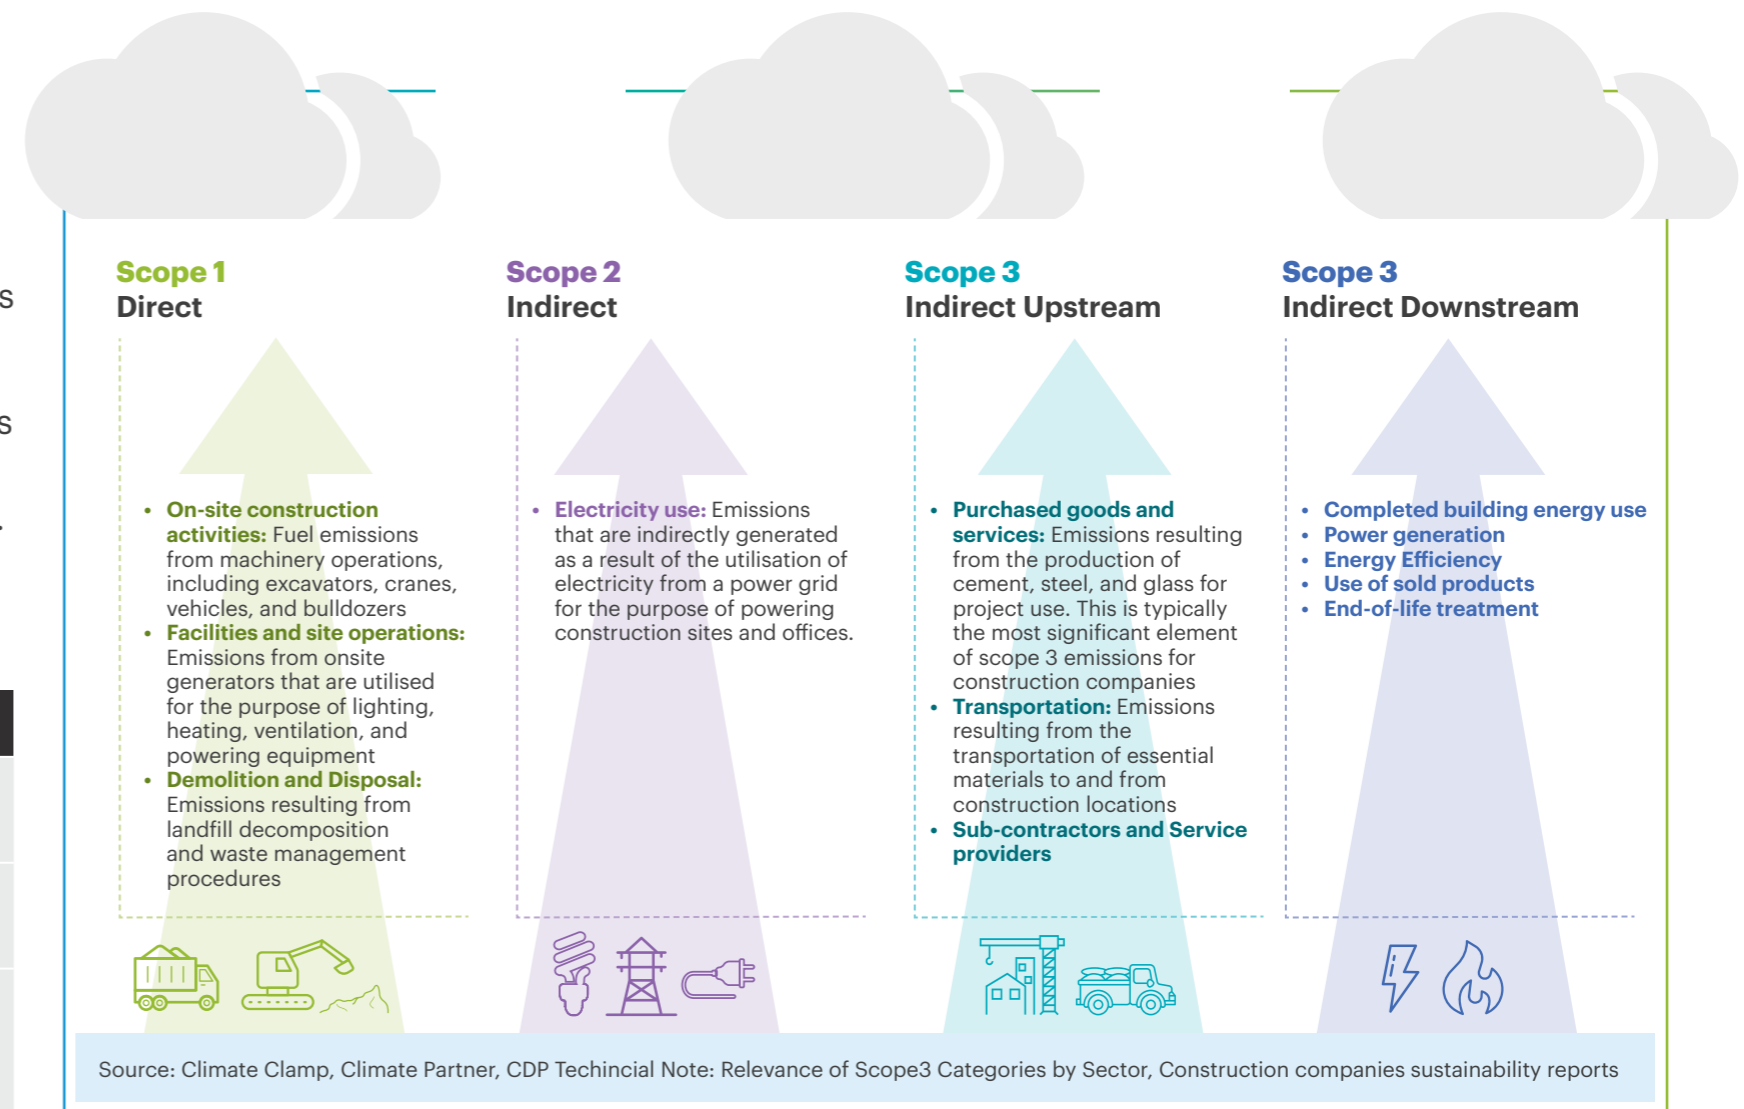 s
s
.
Scope 1
Direct
• On-site construction
activities: Fuel emissions
from machinery operations,
including excavators, cranes,
vehicles, and bulldozers
• Facilities and site operations:
Emissions from onsite
generators that are utilised
for the purpose of lighting,
heating, ventilation, and
powering equipment
• Demolition and Disposal:
Emissions resulting from
landfill decomposition
and waste management
procedures
Scope 2
Indirect
• Electricity use: Emissions
that are indirectly generated
as a result of the utilisation of
electricity from a power grid
for the purpose of powering
construction sites and offices.
Scope 3
Indirect Upstream
• Purchased goods and
services: Emissions resulting
from the production of
cement, steel, and glass for
project use. This is typically
the most significant element
of scope 3 emissions for
construction companies
• Transportation: Emissions
resulting from the
transportation of essential
materials to and from
construction locations
• Sub-contractors and Service
providers
Scope 3
Indirect Downstream
• Completed building energy use
• Power generation
• Energy Efficiency
• Use of sold products
• End-of-life treatment
Source: Climate Clamp, Climate Partner, CDP Techincial Note: Relevance of Scope3 Categories by Sector, Construction companies sustainability reports